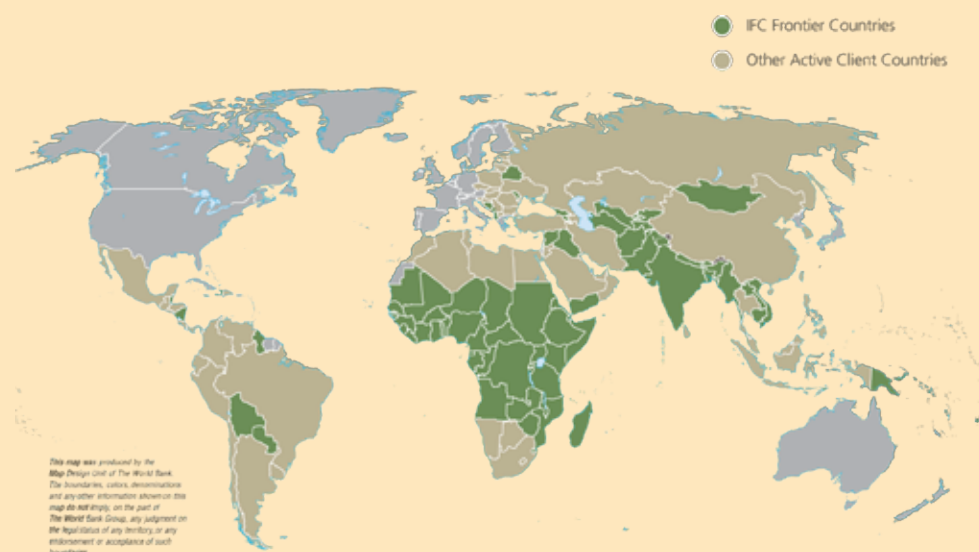 IFC Frontier Countries
Other Active Client Countries
This map was produced by the
Map Design Unit of The World Bank.
The boundaries, colors, denominations
and any other information shown on this
map do not imply, on the part of
The World Bank Group, any judgment on
the legal status of any territory, or any
endorsement or acceptance of such
boundaries.